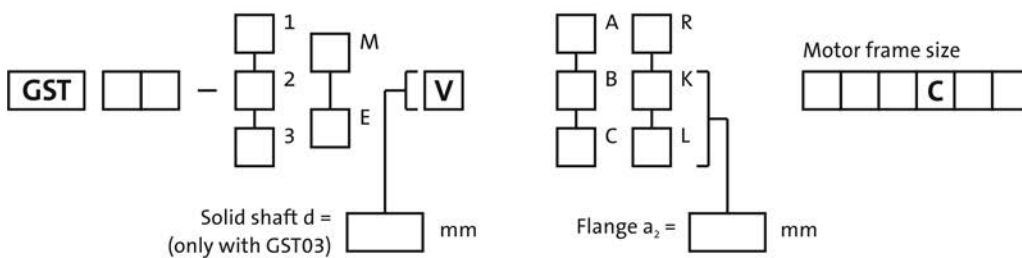 1 A R
M
Motor frame size
GST – 2 V B K C
E
3 C L
Solid shaft d = mm Flange a₂ = mm
(only with GST03)